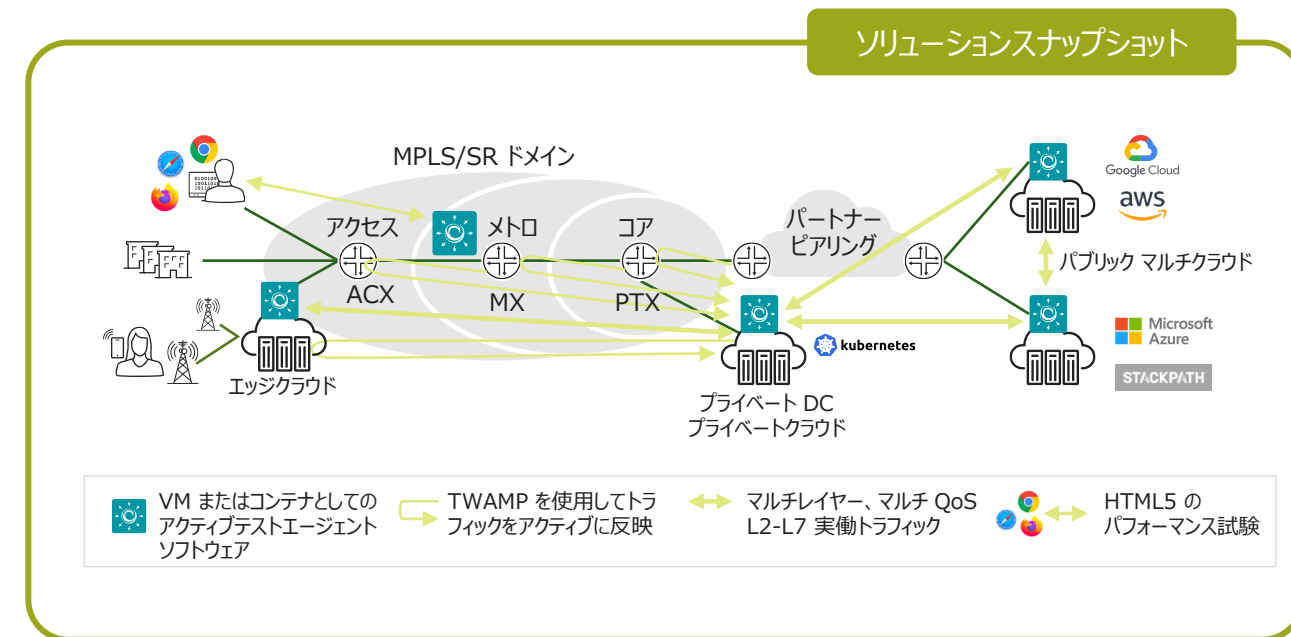 ソリューションスナップショット
MPLS/SR ドメイン
アクセス
メトロ
コア
パートナー
ピアリング
ACX
MX
PTX
Google Cloud
aws
パブリック マルチクラウド
Microsoft
Azure
STACKPATH
kubernetes
エッジクラウド
プライベート DC
プライベートクラウド
VM またはコンテナとしての
アクティブテストエージェント
ソフトウェア
TWAMP を使用してトラ
フィックをアクティブに反映
マルチレイヤー、マルチ QoS
L2-L7 実働トラフィック
HTML5 の
パフォーマンス試験